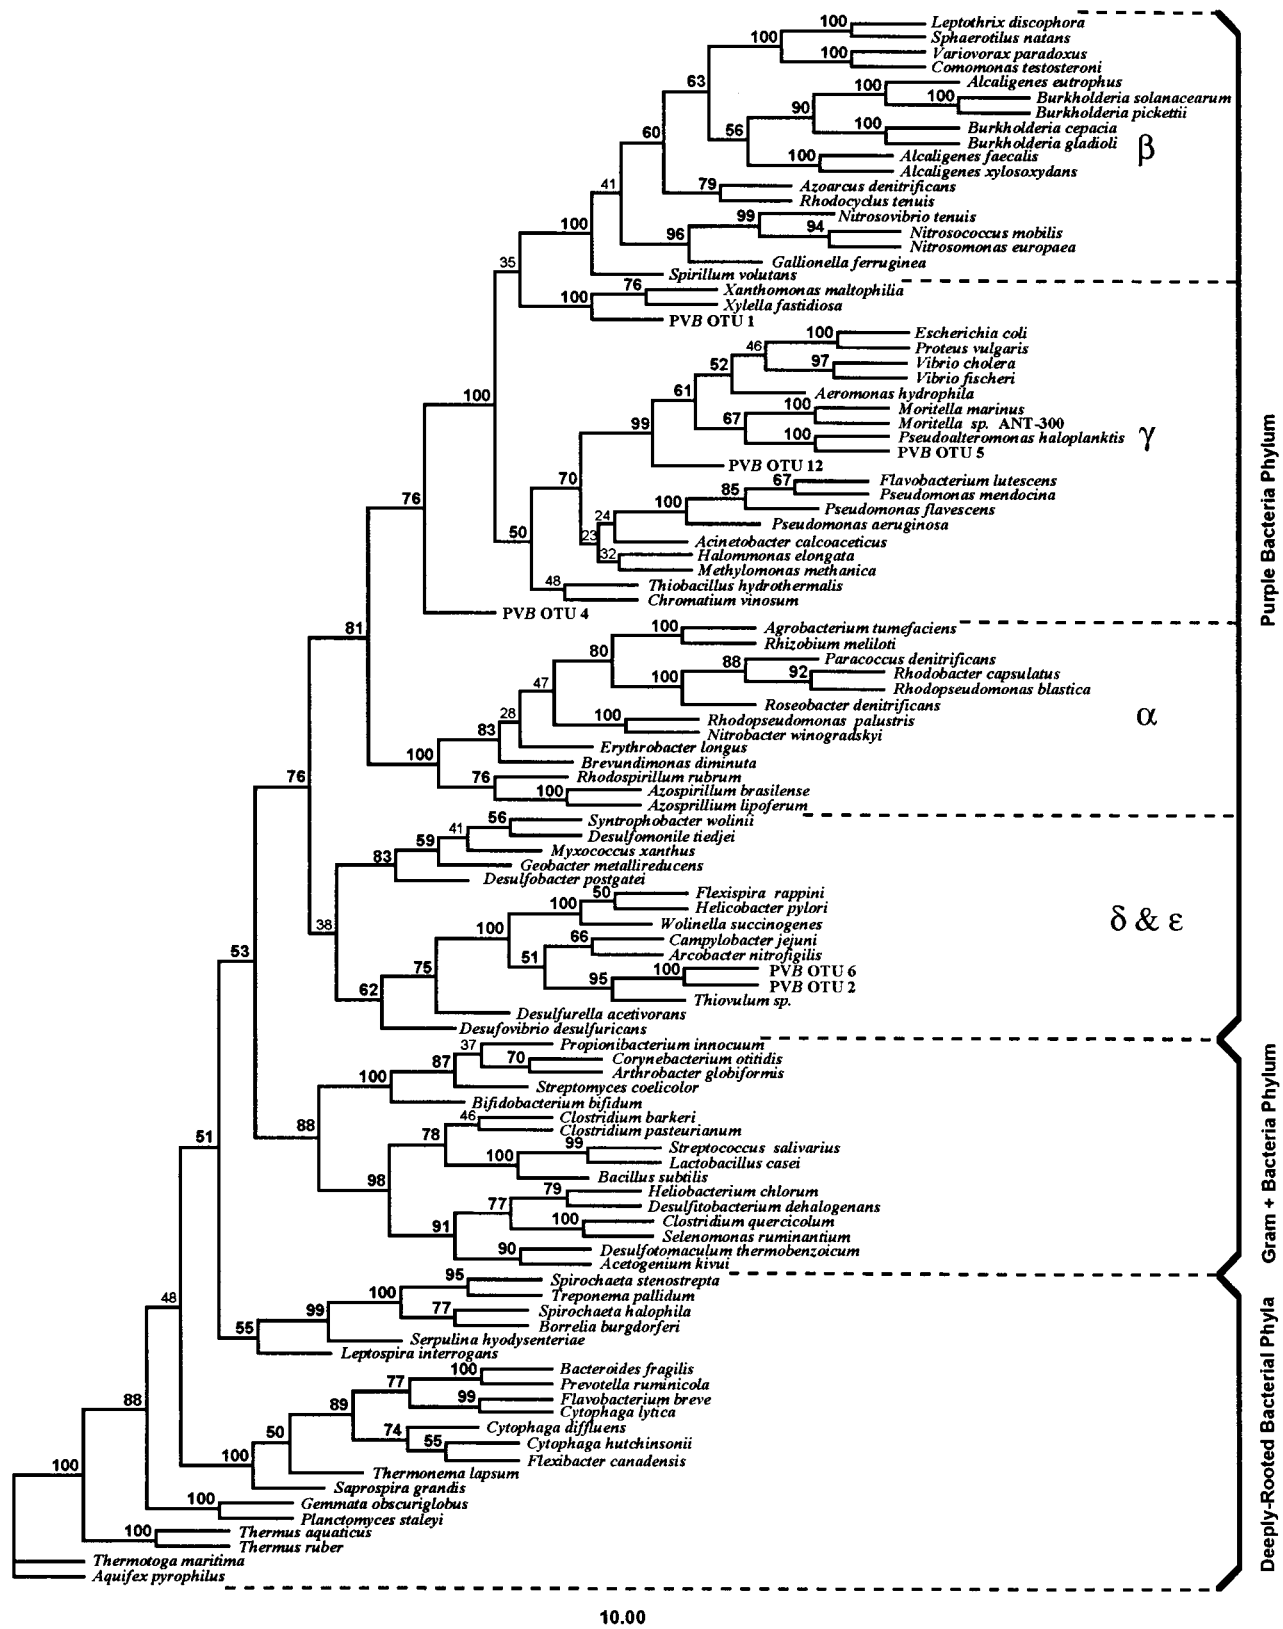 100 Leptothrix discophora
100 Sphaerotilus natans
100 Variovorax paradoxus
Comomonas testosteroni
63 100 Alcaligenes eutrophus
100 Burkholderia solanacearum
90 Burkholderia pickettii
100 Burkholderia cepacia
60 56 Burkholderia gladioli
β
100 Alcaligenes faecalis
Alcaligenes xylosoxydans
41 79 Azoarcus denitrificans
Rhodocyclus tenuis
99 Nitrosovibrio tenuis
100 96 94 Nitrosococcus mobilis
Nitrosomonas europaea
35 Gallionella ferruginea
Spirillum volutans
76 Xanthomonas maltophilia
100 Xylella fastidiosa
PVB OTU 1
100 Escherichia coli
46 Proteus vulgaris
52 97 Vibrio cholera
Vibrio fischeri
61 Aeromonas hydrophila
100 100 Moritella marinus
99 67 Moritella sp. ANT-300
100 Pseudoalteromonas haloplanktis
γ
PVB OTU 5
PVB OTU 12
70 67 Flavobacterium lutescens
85 Pseudomonas mendocina
76 100 Pseudomonas flavescens
24 Pseudomonas aeruginosa
50 23 Acinetobacter calcoaceticus
32 Halommonas elongata
Methylomonas methanica
48 Thiobacillus hydrothermalis
Chromatium vinosum
PVB OTU 4
Purple Bacteria Phylum
81 100 Agrobacterium tumefaciens
Rhizobium meliloti
80 88 Paracoccus denitrificans
92 Rhodobacter capsulatus
47 100 Rhodopseudomonas blastica
Roseobacter denitrificans
α
28 100 Rhodopseudomonas palustris
83 Nitrobacter winogradskyi
Erythrobacter longus
100 Brevundimonas diminuta
76 76 Rhodospirillum rubrum
100 Azospirillum brasilense
Azosprillium lipoferum
56 Syntrophobacter wolinii
41 Desulfomonile tiedjei
59 Myxococcus xanthus
83 Geobacter metallireducens
Desulfobacter postgatei
50 Flexispira rappini
100 Helicobacter pylori
38 100 Wolinella succinogenes
δ & ε
66 Campylobacter jejuni
53 51 Arcobacter nitrofigilis
75 100 PVB OTU 6
95 PVB OTU 2
62 Thiovulum sp.
Desulfurella acetivorans
Desufovibrio desulfuricans
37 Propionibacterium innocuum
87 70 Corynebacterium otitidis
100 Arthrobacter globiformis
Streptomyces coelicolor
Bifidobacterium bifidum
88 46 Clostridium barkeri
51 78 Clostridium pasteurianum
99 Streptococcus salivarius
100 Lactobacillus casei
98 Bacillus subtilis
79 Heliobacterium chlorum
77 Desulfitobacterium dehalogenans
91 100 Clostridium quercicolum
Selenomonas ruminantium
90 Desulfotomaculum thermobenzoicum
Acetogenium kivui
Gram + Bacteria Phylum
95 Spirochaeta stenostrepta
48 100 Treponema pallidum
99 77 Spirochaeta halophila
55 Borrelia burgdorferi
Serpulina hyodysenteriae
Leptospira interrogans
100 Bacteroides fragilis
77 Prevotella ruminicola
88 89 99 Flavobacterium breve
Cytophaga lytica
50 74 Cytophaga diffluens
55 Cytophaga hutchinsonii
100 100 Flexibacter canadensis
Thermonema lapsum
Saprospira grandis
100 Gemmata obscuriglobus
Planctomyces staleyi
100 Thermus aquaticus
Thermus ruber
Thermotoga maritima
Aquifex pyrophilus
Deeply-Rooted Bacterial Phyla
10.00